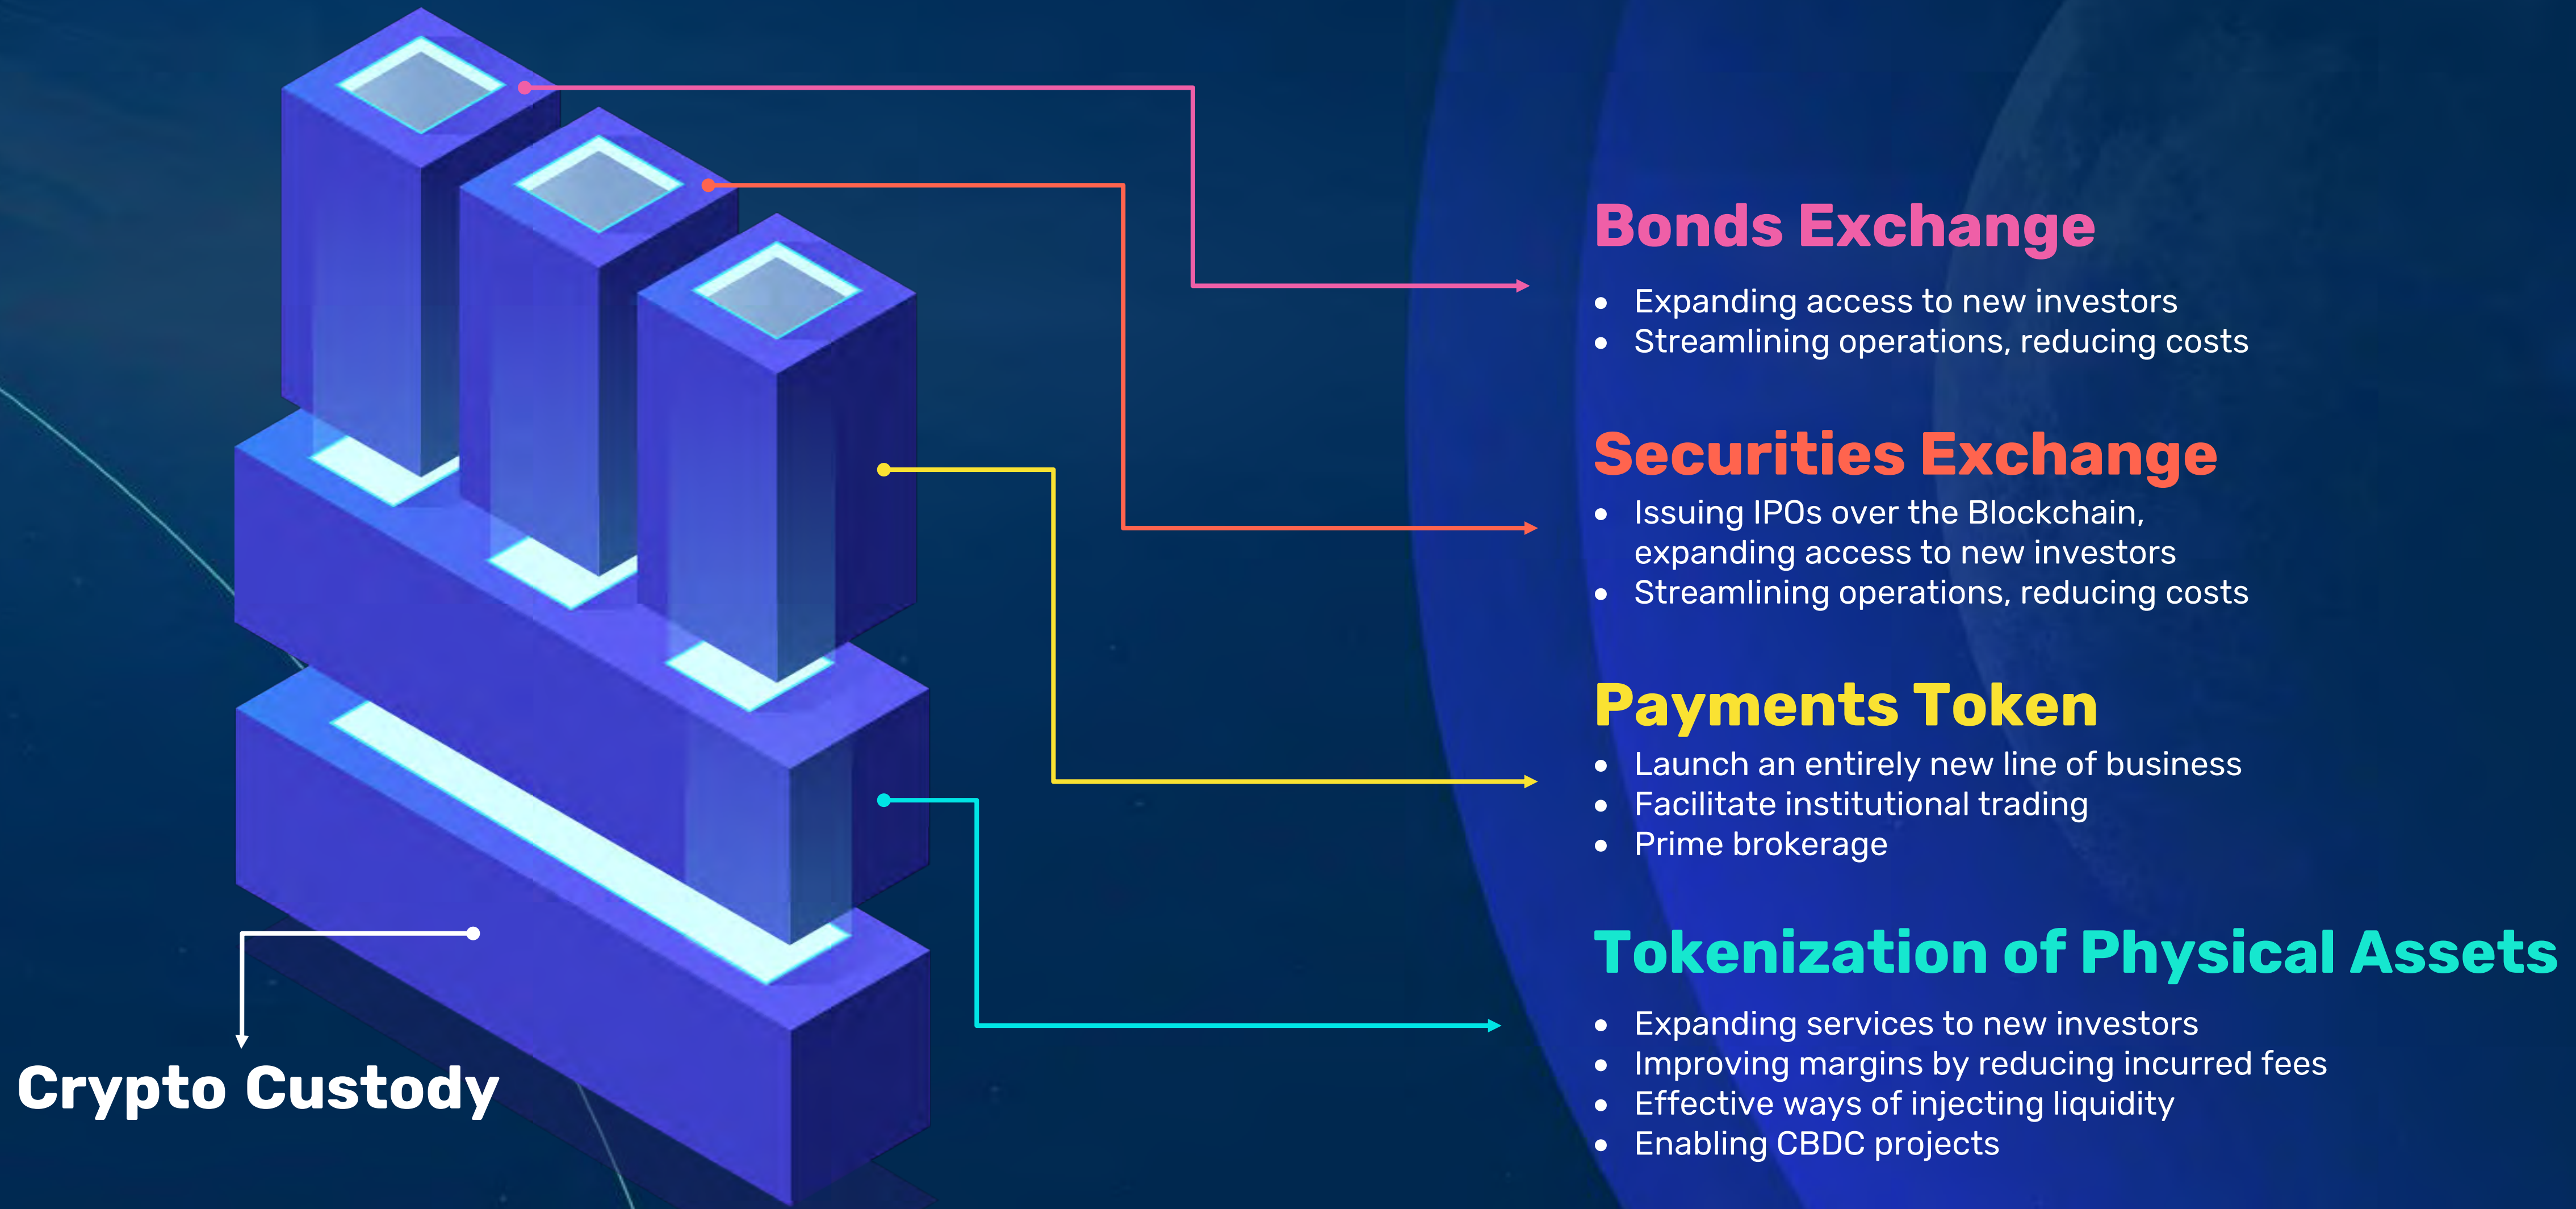 Bonds Exchange
• Expanding access to new investors
• Streamlining operations, reducing costs
Securities Exchange
• Issuing IPOs over the Blockchain,
expanding access to new investors
• Streamlining operations, reducing costs
Payments Token
• Launch an entirely new line of business
• Facilitate institutional trading
• Prime brokerage
Tokenization of Physical Assets
• Expanding services to new investors
• Improving margins by reducing incurred fees
• Effective ways of injecting liquidity
• Enabling CBDC projects
Crypto Custody